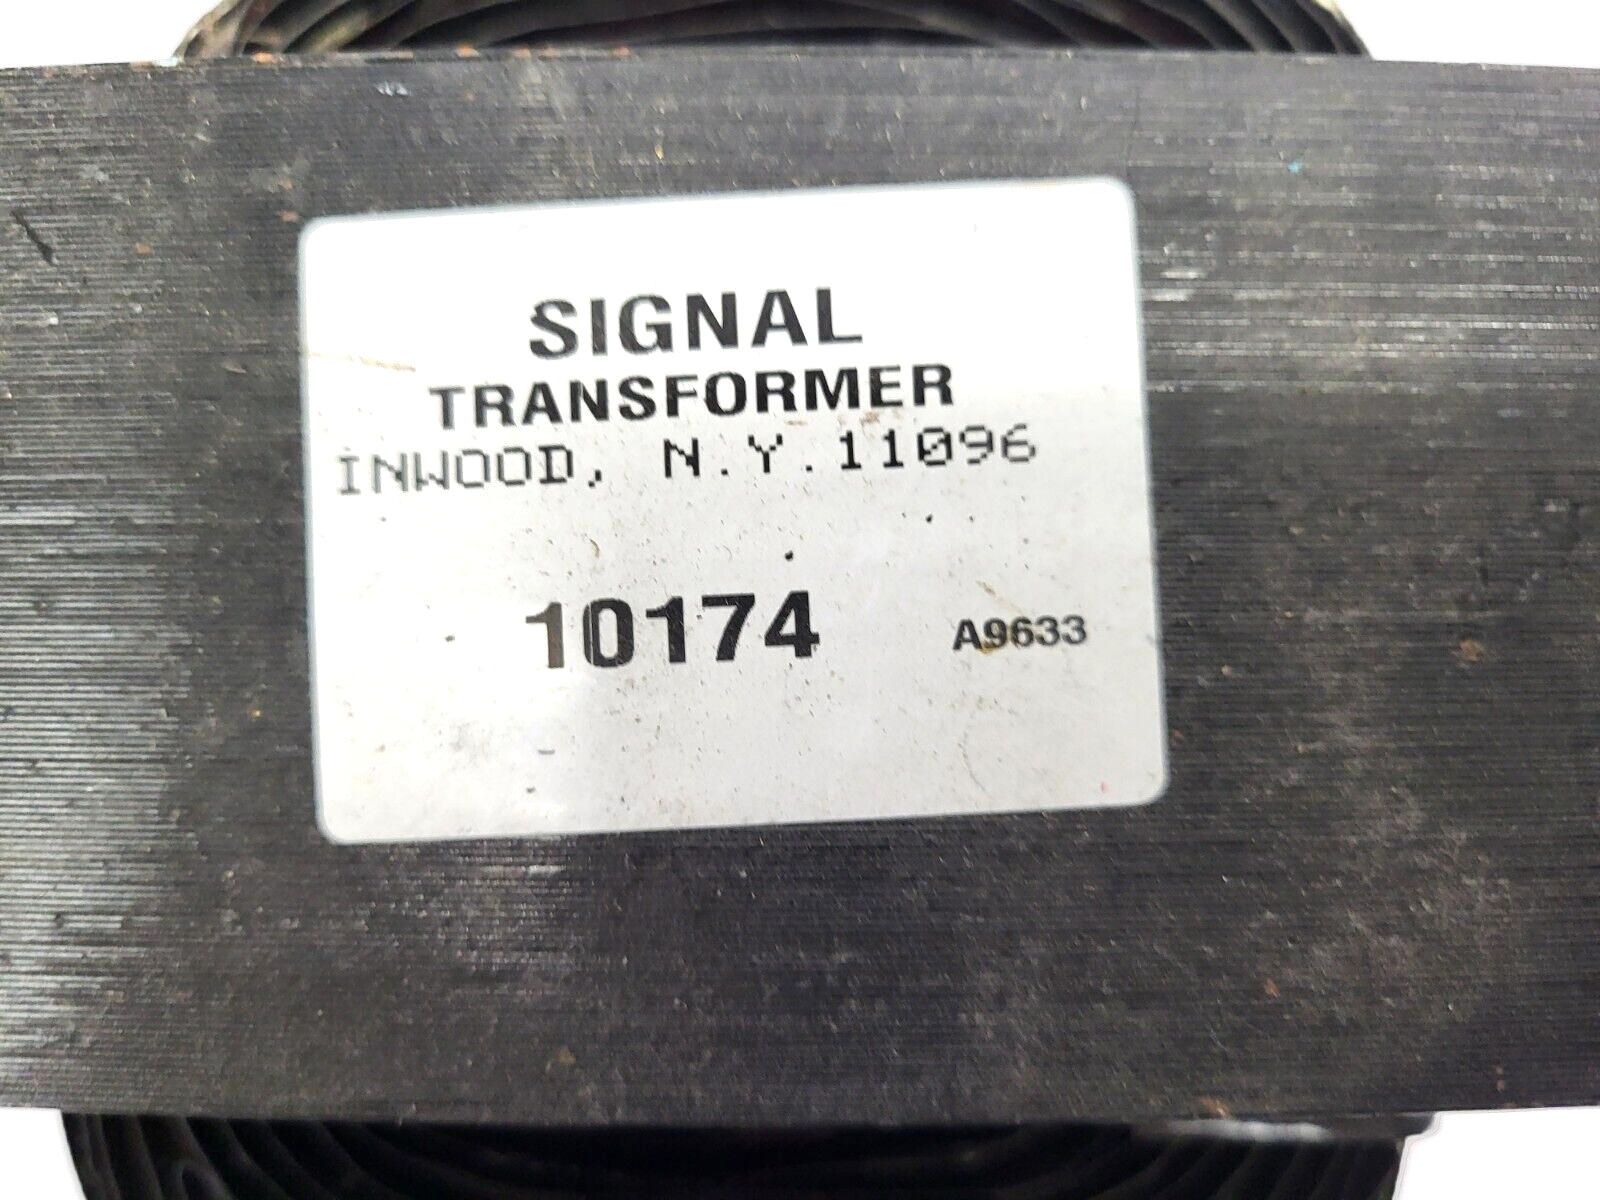 SIGNAL
TRANSFORMER
INWOOD, N.Y.11096
10174 A9633